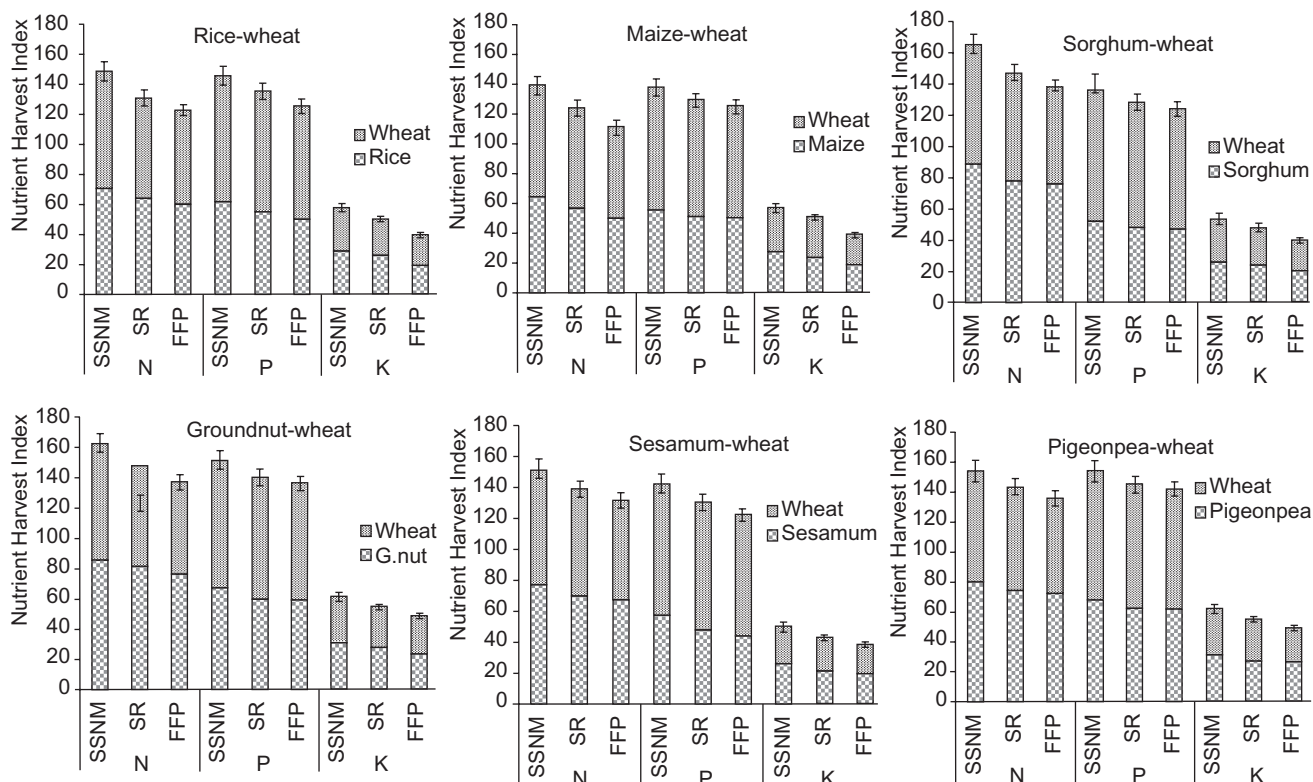 Rice-wheat
Nutrient Harvest Index
180
160
140
120
100
80
60
40
20
0
Wheat
Rice
SSNM SR FFP SSNM SR FFP SSNM SR FFP
N P K
Maize-wheat
Nutrient Harvest Index
180
160
140
120
100
80
60
40
20
0
Wheat
Maize
SSNM SR FFP SSNM SR FFP SSNM SR FFP
N P K
Sorghum-wheat
Nutrient Harvest Index
180
160
140
120
100
80
60
40
20
0
Wheat
Sorghum
SSNM SR FFP SSNM SR FFP SSNM SR FFP
N P K
Groundnut-wheat
Nutrient Harvest Index
180
160
140
120
100
80
60
40
20
0
Wheat
G.nut
SSNM SR FFP SSNM SR FFP SSNM SR FFP
N P K
Sesamum-wheat
Nutrient Harvest Index
180
160
140
120
100
80
60
40
20
0
Wheat
Sesamum
SSNM SR FFP SSNM SR FFP SSNM SR FFP
N P K
Pigeonpea-wheat
Nutrient Harvest Index
180
160
140
120
100
80
60
40
20
0
Wheat
Pigeonpea
SSNM SR FFP SSNM SR FFP SSNM SR FFP
N P K